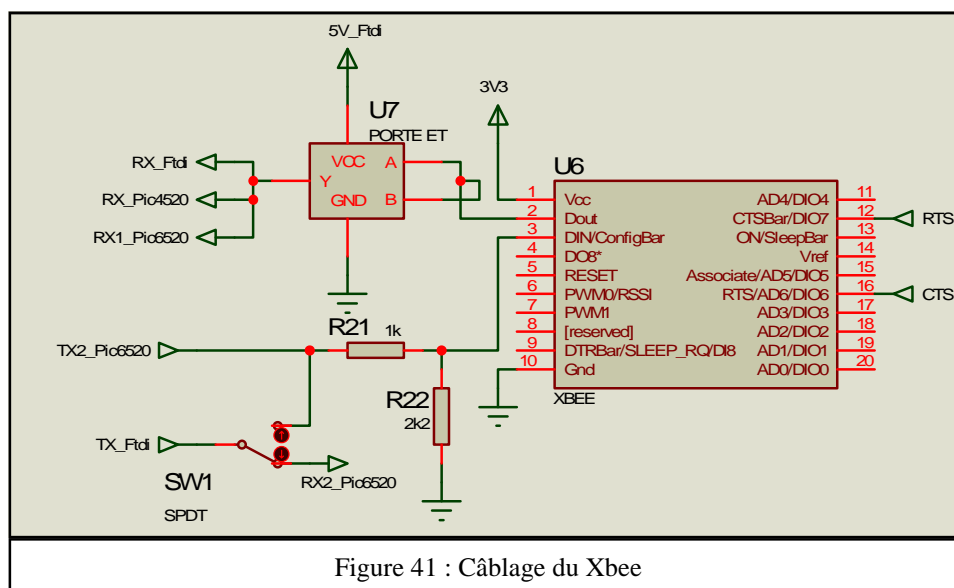 5V_Ftdi
3V3
U7
PORTE ET
RX_Ftdi
RX_Pic4520
RX1_Pic6520
VCC
A
Y
GND
B
U6
1 Vcc AD4/DIO4 11
2 Dout CTSBar/DIO7 12 RTS
3 DIN/ConfigBar ON/SleepBar 13
4 DO8* Vref 14
5 RESET Associate/AD5/DIO5 15
6 PWM0/RSSI RTS/AD6/DIO6 16 CTS
7 PWM1 AD3/DIO3 17
8 [reserved] AD2/DIO2 18
9 DTRBar/SLEEP_RQ/DI8 AD1/DIO1 19
10 Gnd AD0/DIO0 20
XBEE
R21
1k
TX2_Pic6520
R22
2k2
TX_Ftdi
RX2_Pic6520
SW1
SPDT
Figure 41 : Câblage du Xbee